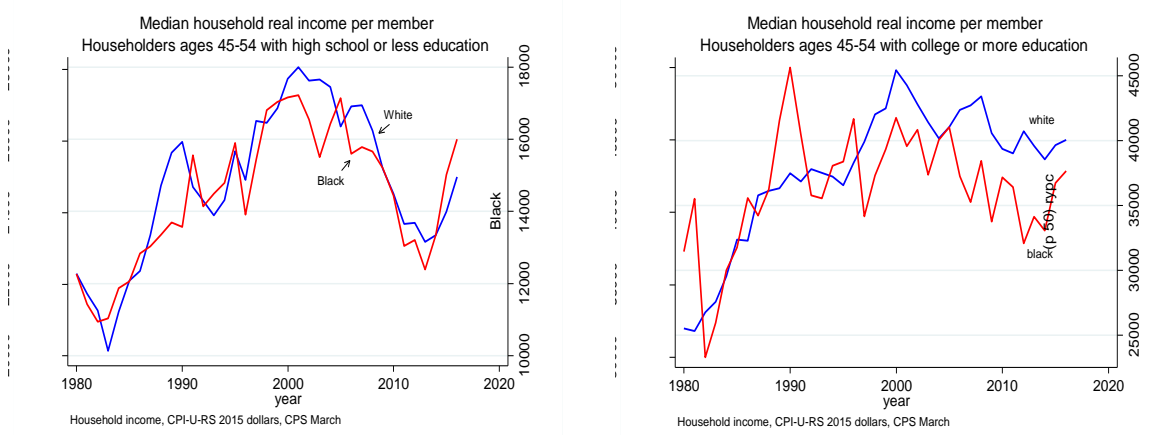 Median household real income per member
Householders ages 45-54 with high school or less education
18000
16000
14000
12000
10000
Black
White
Black
1980
1990
2000
2010
2020
year
Household income, CPI-U-RS 2015 dollars, CPS March
Median household real income per member
Householders ages 45-54 with college or more education
45000
40000
35000
30000
25000
(p 50) rypc
white
black
1980
1990
2000
2010
2020
year
Household income, CPI-U-RS 2015 dollars, CPS March